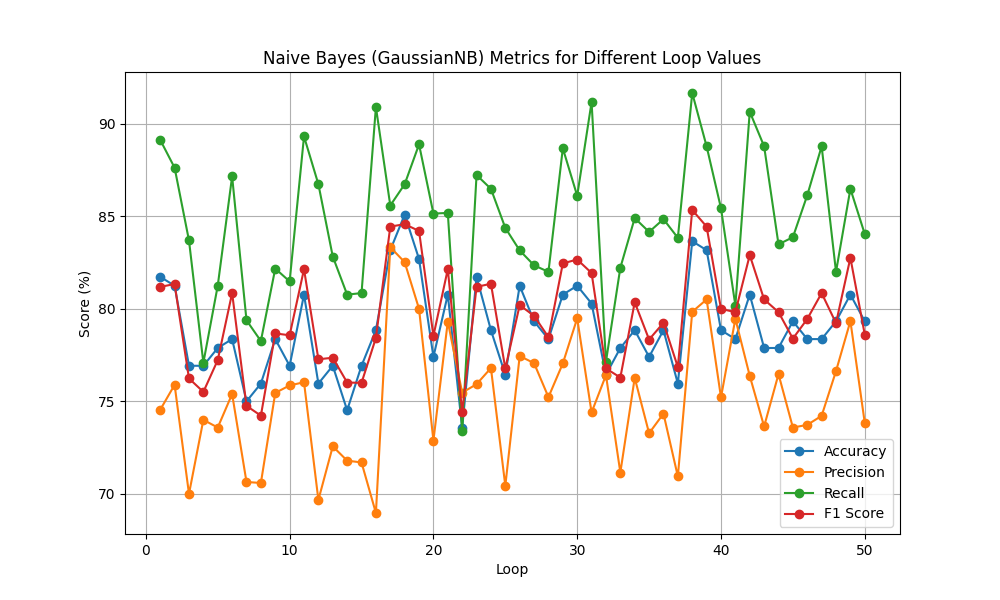 Naive Bayes (GaussianNB) Metrics for Different Loop Values
90
85
80
75
70
Score (%)
0 10 20 30 40 50
Loop
Accuracy
Precision
Recall
F1 Score